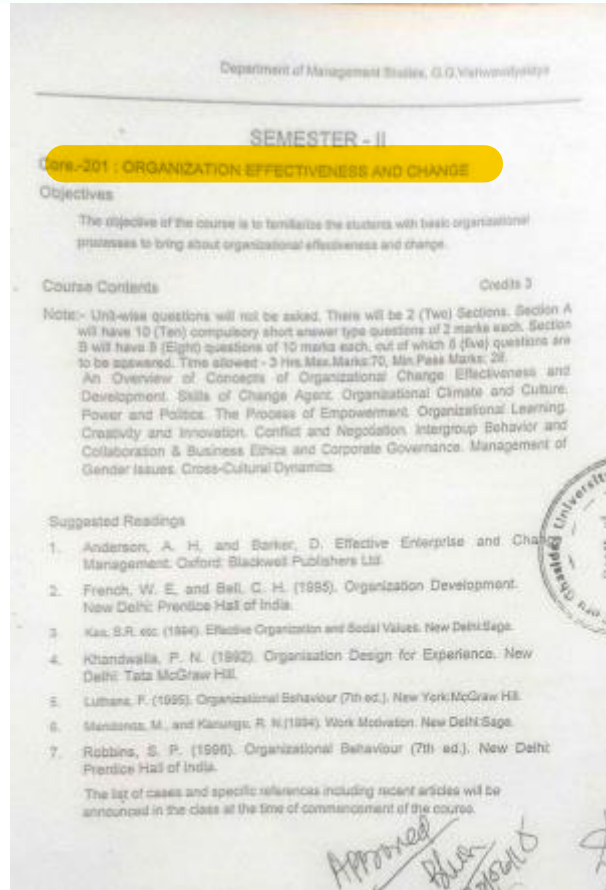 Department of Management Studies, G.G.Vishwavidyalaya
SEMESTER - II
Core.-201 : ORGANIZATION EFFECTIVENESS AND CHANGE
Objectives
The objective of the course is to familiarize the students with basic organizational
processes to bring about organizational effectiveness and change.
Course Contents Credits 3
Note:- Unit-wise questions will not be asked. There will be 2 (Two) Sections. Section A
will have 10 (Ten) compulsory short answer type questions of 2 marks each. Section
B will have 8 (Eight) questions of 10 marks each, out of which 5 (five) questions are
to be answered. Time allowed - 3 Hrs.Max.Marks:70, Min.Pass Marks: 28.
An Overview of Concepts of Organizational Change Effectiveness and
Development. Skills of Change Agent. Organizational Climate and Culture.
Power and Politics. The Process of Empowerment. Organizational Learning.
Creativity and Innovation. Conflict and Negotiation. Intergroup Behavior and
Collaboration & Business Ethics and Corporate Governance. Management of
Gender Issues. Cross-Cultural Dynamics.
Suggested Readings
1. Anderson, A. H, and Barker, D. Effective Enterprise and Change
Management. Oxford: Blackwell Publishers Ltd.
2. French, W. E, and Bell, C. H. (1995). Organization Development.
New Delhi: Prentice Hall of India.
3. Kao, S.R. etc. (1994). Effective Organization and Social Values. New Delhi:Sage.
4. Khandwalla, P. N. (1992). Organisation Design for Experience. New
Delhi: Tata McGraw Hill.
5. Luthans, F. (1995). Organizational Behaviour (7th ed.). New York:McGraw Hill.
6. Mendonca, M., and Kanungo, R. N.(1994). Work Motivation. New Delhi:Sage.
7. Robbins, S. P. (1996). Organizational Behaviour (7th ed.). New Delhi:
Prentice Hall of India.
The list of cases and specific references including recent articles will be
announced in the class at the time of commencement of the course.
Approved
University